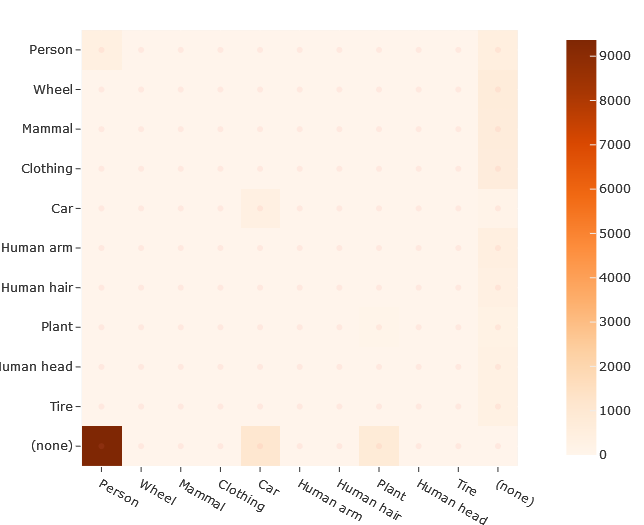 Person
Wheel
Mammal
Clothing
Car
Human arm
Human hair
Plant
uman head
Tire
(none)
Person
Wheel
Mammal
Clothing
Car
Human arm
Human hair
Plant
Human head
Tire
(none)
9000
8000
7000
6000
5000
4000
3000
2000
1000
0